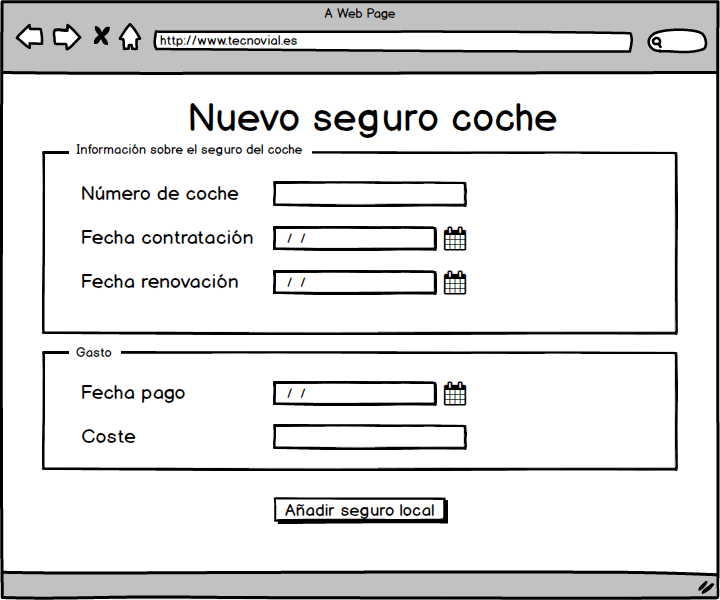 A Web Page
http://www.tecnovial.es
Nuevo seguro coche
Información sobre el seguro del coche
Número de coche
Fecha contratación / /
Fecha renovación / /
Gasto
Fecha pago / /
Coste
Añadir seguro local